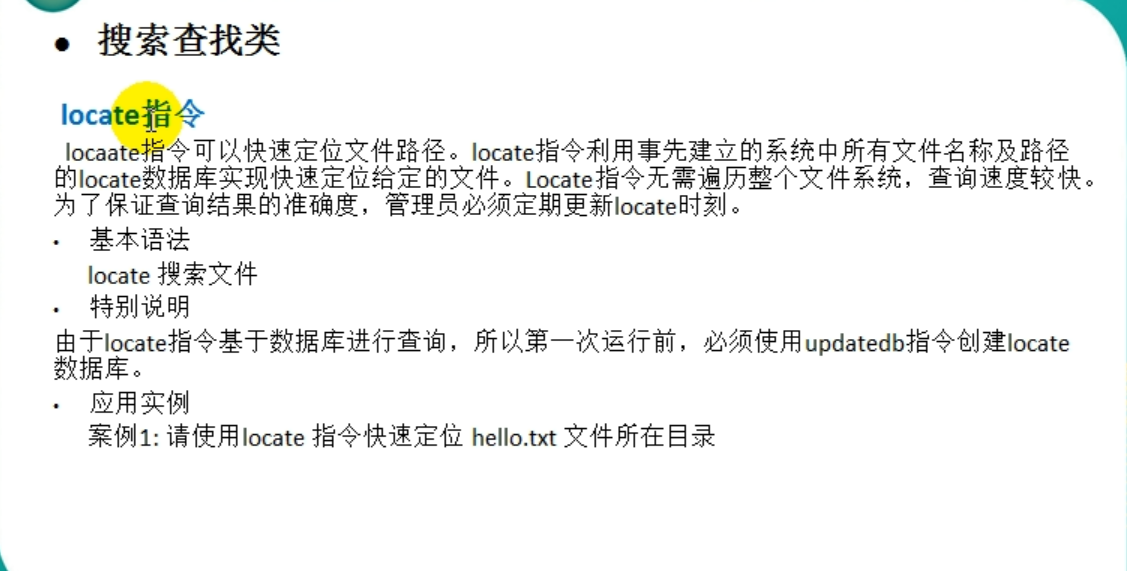 • 搜索查找类
locate指令
locaate指令可以快速定位文件路径。locate指令利用事先建立的系统中所有文件名称及路径
的locate数据库实现快速定位给定的文件。Locate指令无需遍历整个文件系统，查询速度较快。
为了保证查询结果的准确度，管理员必须定期更新locate时刻。
• 基本语法
locate 搜索文件
• 特别说明
由于locate指令基于数据库进行查询，所以第一次运行前，必须使用updatedb指令创建locate
数据库。
• 应用实例
案例1: 请使用locate 指令快速定位 hello.txt 文件所在目录